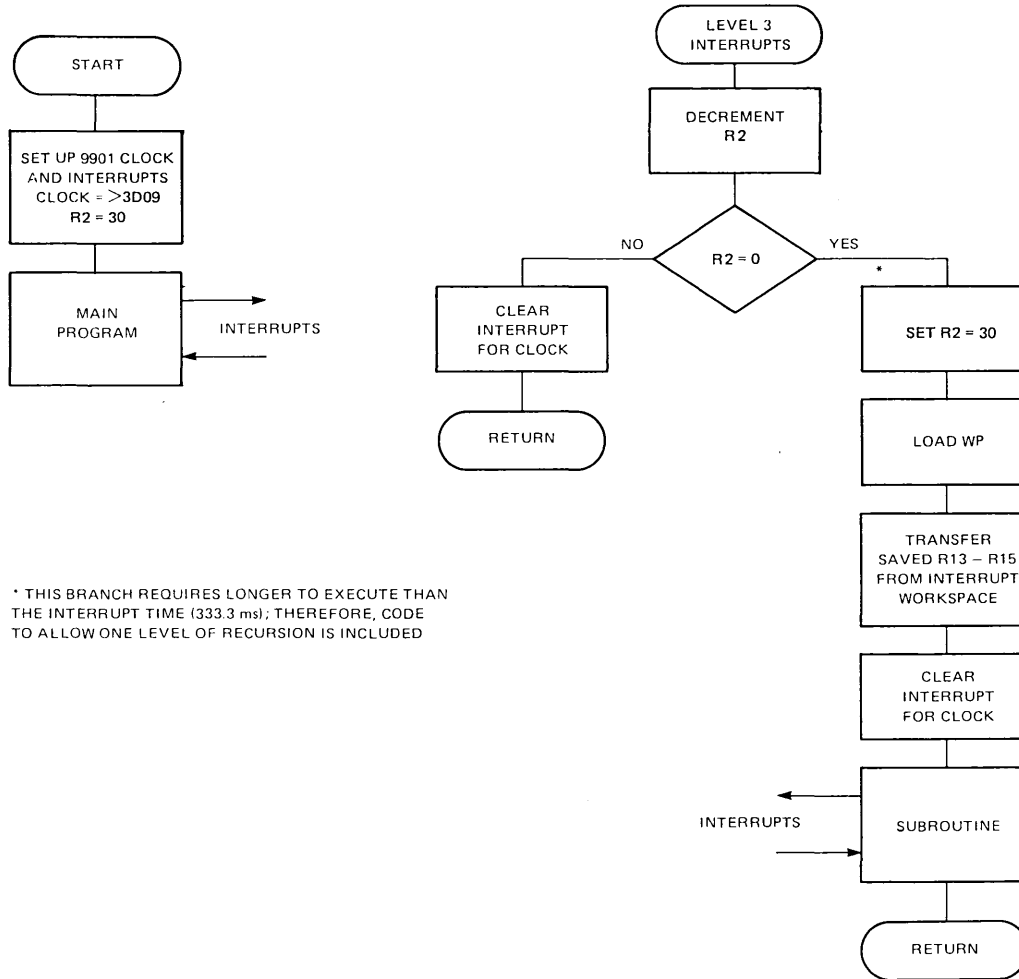 START
SET UP 9901 CLOCK
AND INTERRUPTS
CLOCK = >3D09
R2 = 30
MAIN
PROGRAM
INTERRUPTS
LEVEL 3
INTERRUPTS
DECREMENT
R2
R2 = 0
NO
YES
*
CLEAR
INTERRUPT
FOR CLOCK
RETURN
SET R2 = 30
LOAD WP
TRANSFER
SAVED R13 – R15
FROM INTERRUPT
WORKSPACE
CLEAR
INTERRUPT
FOR CLOCK
INTERRUPTS
SUBROUTINE
RETURN
* THIS BRANCH REQUIRES LONGER TO EXECUTE THAN
THE INTERRUPT TIME (333.3 ms); THEREFORE, CODE
TO ALLOW ONE LEVEL OF RECURSION IS INCLUDED